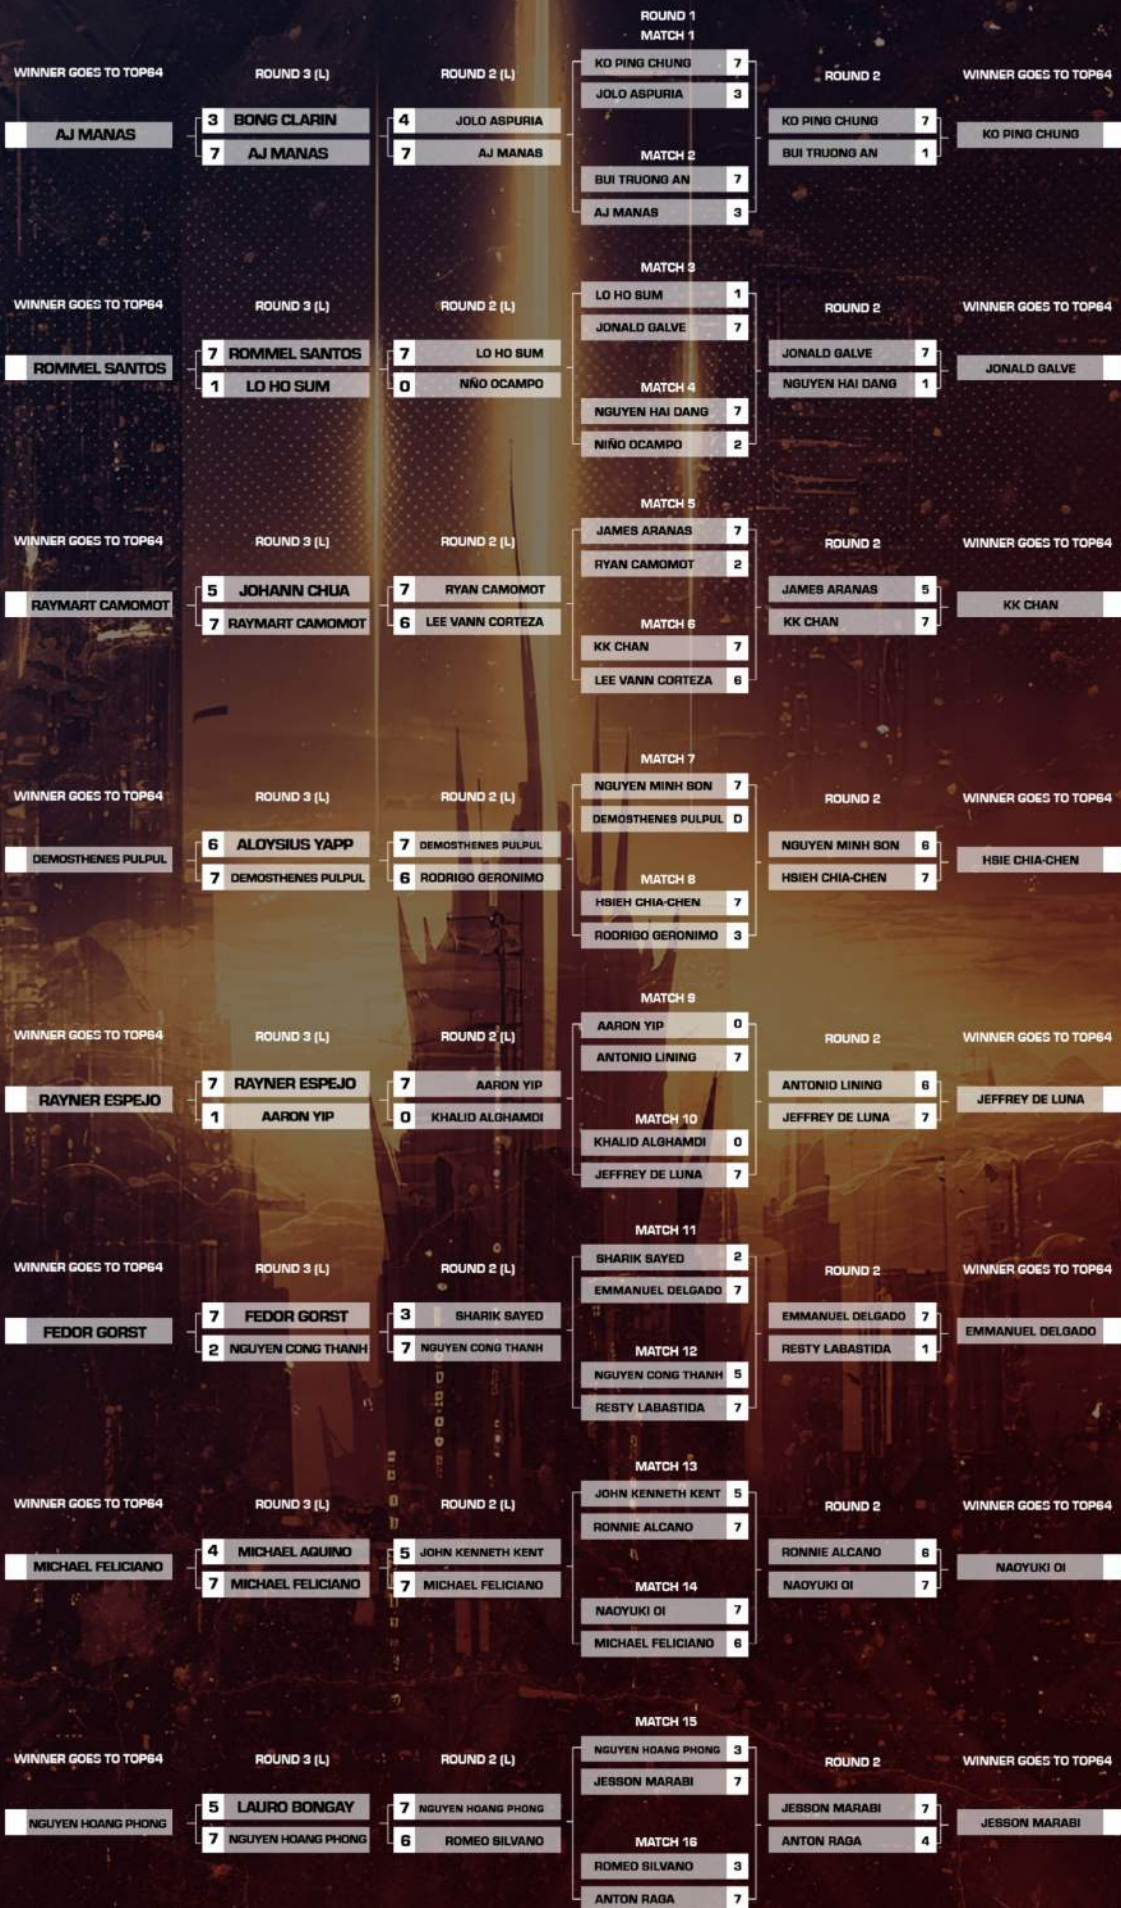 ROUND 1
MATCH 1
WINNER GOES TO TOP64
ROUND 3 (L)
ROUND 2 (L)
KO PING CHUNG 7
JOLO ASPURIA 3
ROUND 2
WINNER GOES TO TOP64
AJ MANAS
3 BONG CLARIN
7 AJ MANAS
4 JOLO ASPURIA
7 AJ MANAS
MATCH 2
BUI TRUONG AN 7
AJ MANAS 3
KO PING CHUNG 7
BUI TRUONG AN 1
KO PING CHUNG
MATCH 3
WINNER GOES TO TOP64
ROUND 3 (L)
ROUND 2 (L)
LO HO SUM 1
JONALD GALVE 7
ROUND 2
WINNER GOES TO TOP64
ROMMEL SANTOS
7 ROMMEL SANTOS
1 LO HO SUM
7 LO HO SUM
0 NÑO OCAMPO
MATCH 4
NGUYEN HAI DANG 7
NIÑO OCAMPO 2
JONALD GALVE 7
NGUYEN HAI DANG 1
JONALD GALVE
MATCH 5
WINNER GOES TO TOP64
ROUND 3 (L)
ROUND 2 (L)
JAMES ARANAS 7
RYAN CAMOMOT 2
ROUND 2
WINNER GOES TO TOP64
RAYMART CAMOMOT
5 JOHANN CHUA
7 RAYMART CAMOMOT
7 RYAN CAMOMOT
6 LEE VANN CORTEZA
MATCH 6
KK CHAN 7
LEE VANN CORTEZA 6
JAMES ARANAS 5
KK CHAN 7
KK CHAN
MATCH 7
WINNER GOES TO TOP64
ROUND 3 (L)
ROUND 2 (L)
NGUYEN MINH SON 7
DEMOSTHENES PULPUL 0
ROUND 2
WINNER GOES TO TOP64
DEMOSTHENES PULPUL
6 ALOYSIUS YAPP
7 DEMOSTHENES PULPUL
7 DEMOSTHENES PULPUL
6 RODRIGO GERONIMO
MATCH 8
HSIEH CHIA-CHEN 7
RODRIGO GERONIMO 3
NGUYEN MINH SON 6
HSIEH CHIA-CHEN 7
HSIE CHIA-CHEN
MATCH 9
WINNER GOES TO TOP64
ROUND 3 (L)
ROUND 2 (L)
AARON YIP 0
ANTONIO LINING 7
ROUND 2
WINNER GOES TO TOP64
RAYNER ESPEJO
7 RAYNER ESPEJO
1 AARON YIP
7 AARON YIP
0 KHALID ALGHAMDI
MATCH 10
KHALID ALGHAMDI 0
JEFFREY DE LUNA 7
ANTONIO LINING 6
JEFFREY DE LUNA 7
JEFFREY DE LUNA
MATCH 11
WINNER GOES TO TOP64
ROUND 3 (L)
ROUND 2 (L)
SHARIK SAYED 2
EMMANUEL DELGADO 7
ROUND 2
WINNER GOES TO TOP64
FEDOR GORST
7 FEDOR GORST
2 NGUYEN CONG THANH
3 SHARIK SAYED
7 NGUYEN CONG THANH
MATCH 12
NGUYEN CONG THANH 5
RESTY LABASTIDA 7
EMMANUEL DELGADO 7
RESTY LABASTIDA 1
EMMANUEL DELGADO
MATCH 13
WINNER GOES TO TOP64
ROUND 3 (L)
ROUND 2 (L)
JOHN KENNETH KENT 5
RONNIE ALCANO 7
ROUND 2
WINNER GOES TO TOP64
MICHAEL FELICIANO
4 MICHAEL AQUINO
7 MICHAEL FELICIANO
5 JOHN KENNETH KENT
7 MICHAEL FELICIANO
MATCH 14
NAOYUKI OI 7
MICHAEL FELICIANO 6
RONNIE ALCANO 6
NAOYUKI OI 7
NAOYUKI OI
MATCH 15
WINNER GOES TO TOP64
ROUND 3 (L)
ROUND 2 (L)
NGUYEN HOANG PHONG 3
JESSON MARABI 7
ROUND 2
WINNER GOES TO TOP64
NGUYEN HOANG PHONG
5 LAURO BONGAY
7 NGUYEN HOANG PHONG
7 NGUYEN HOANG PHONG
6 ROMEO SILVANO
MATCH 16
ROMEO SILVANO 3
ANTON RAGA 7
JESSON MARABI 7
ANTON RAGA 4
JESSON MARABI